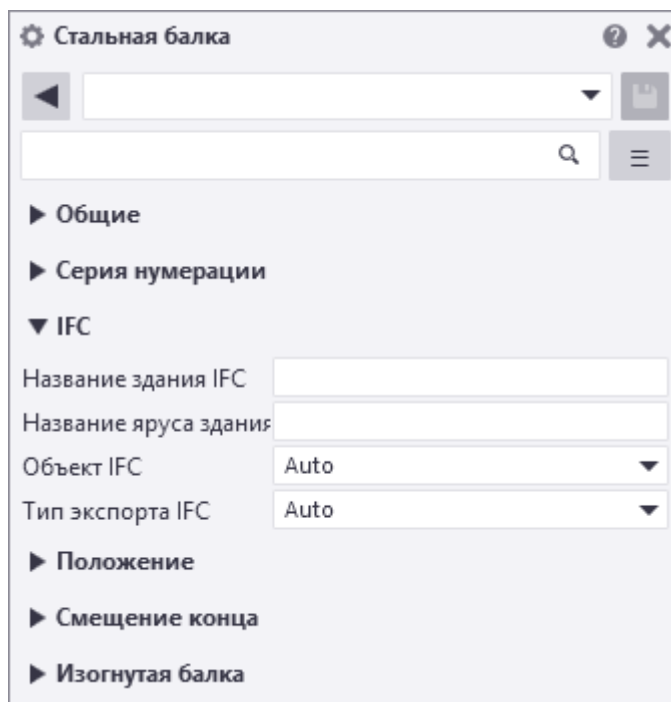 Стальная балка
Общие
Серия нумерации
IFC
Название здания IFC
Название яруса здания
Объект IFC Auto
Тип экспорта IFC Auto
Положение
Смещение конца
Изогнутая балка